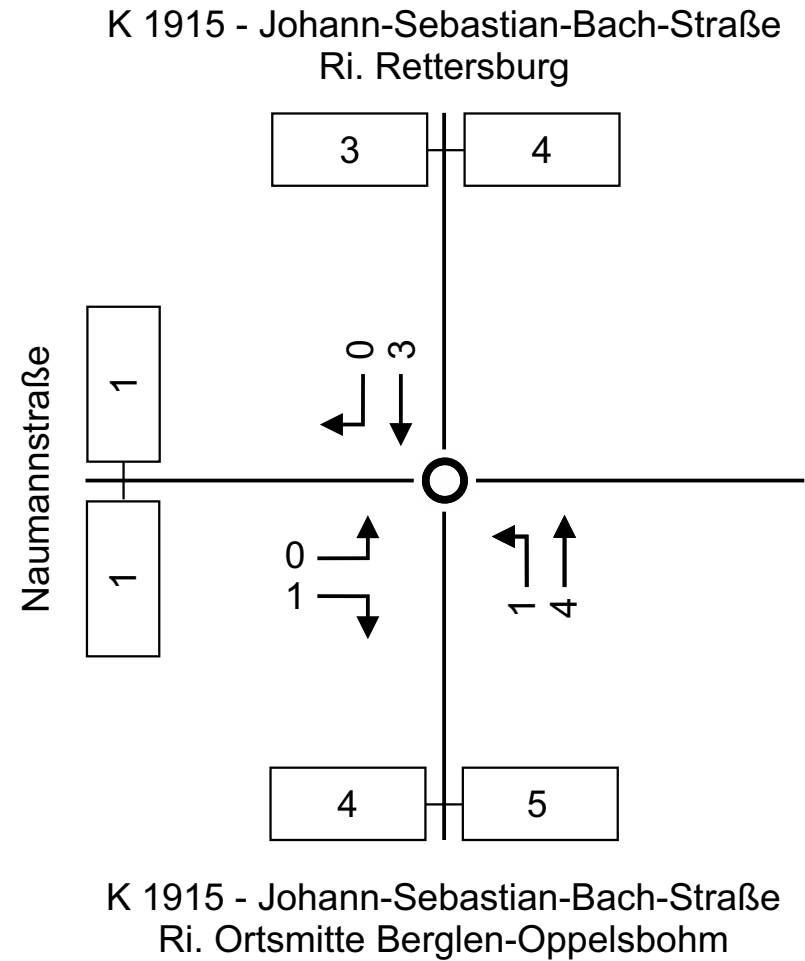 K 1915 - Johann-Sebastian-Bach-Straße
Ri. Rettersburg
3
4
Naumannstraße
1
0
3
0
1
1
4
1
4
5
K 1915 - Johann-Sebastian-Bach-Straße
Ri. Ortsmitte Berglen-Oppelsbohm